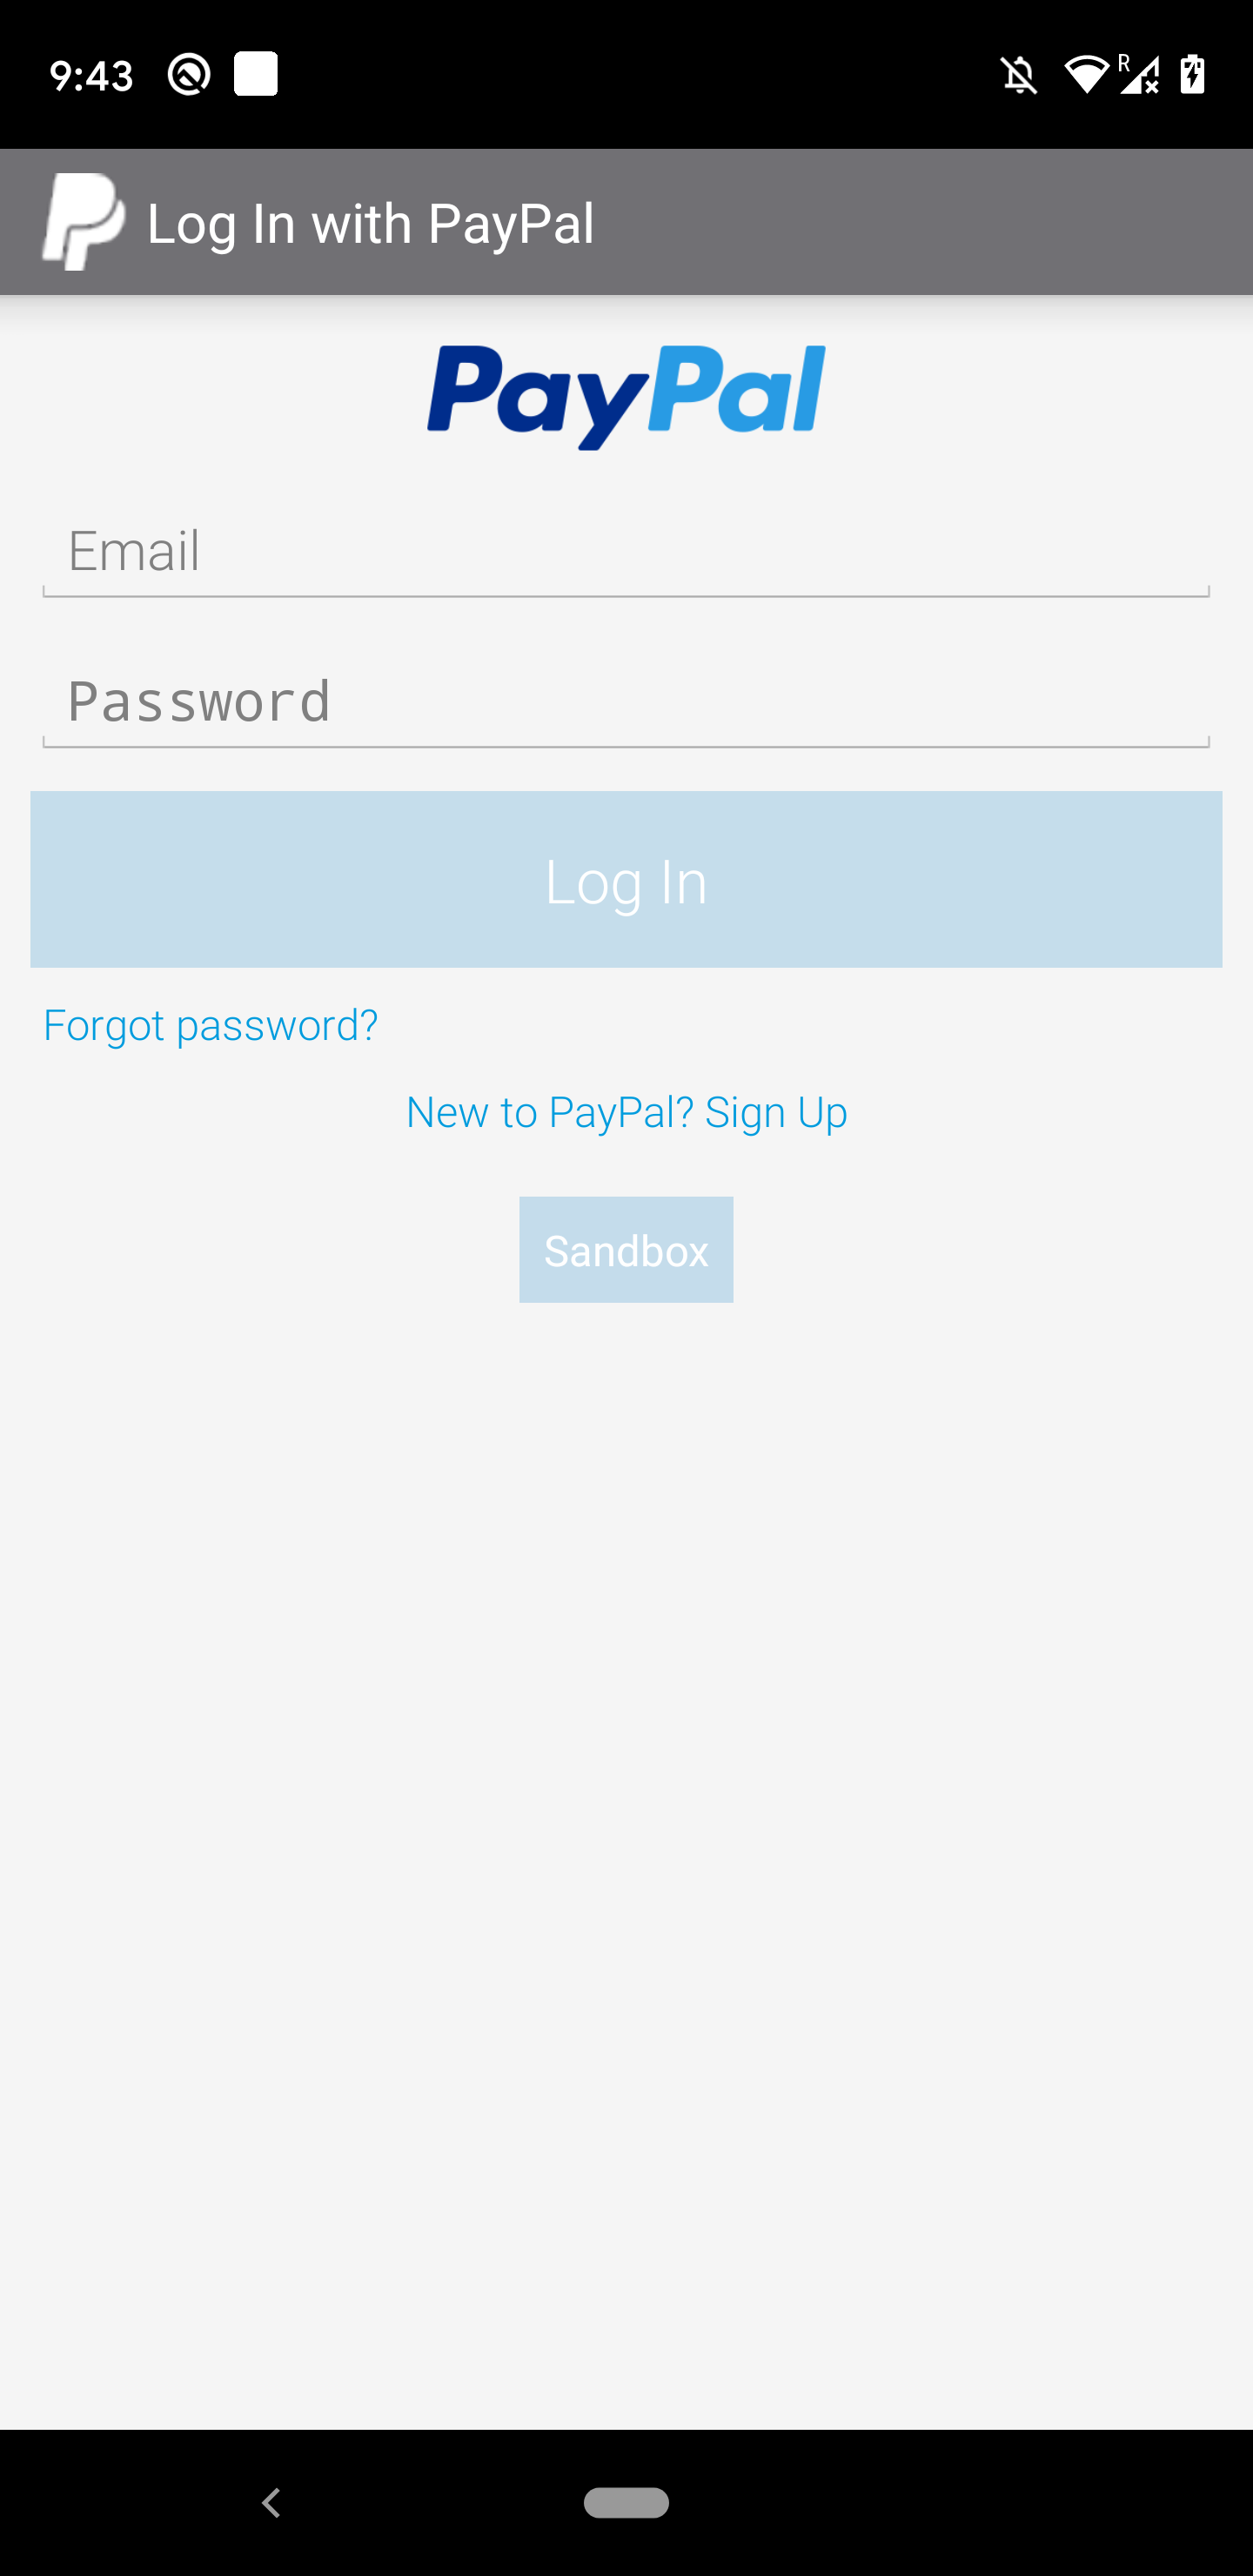 9:43
R
Log In with PayPal
PayPal
Email
Password
Log In
Forgot password?
New to PayPal? Sign Up
Sandbox